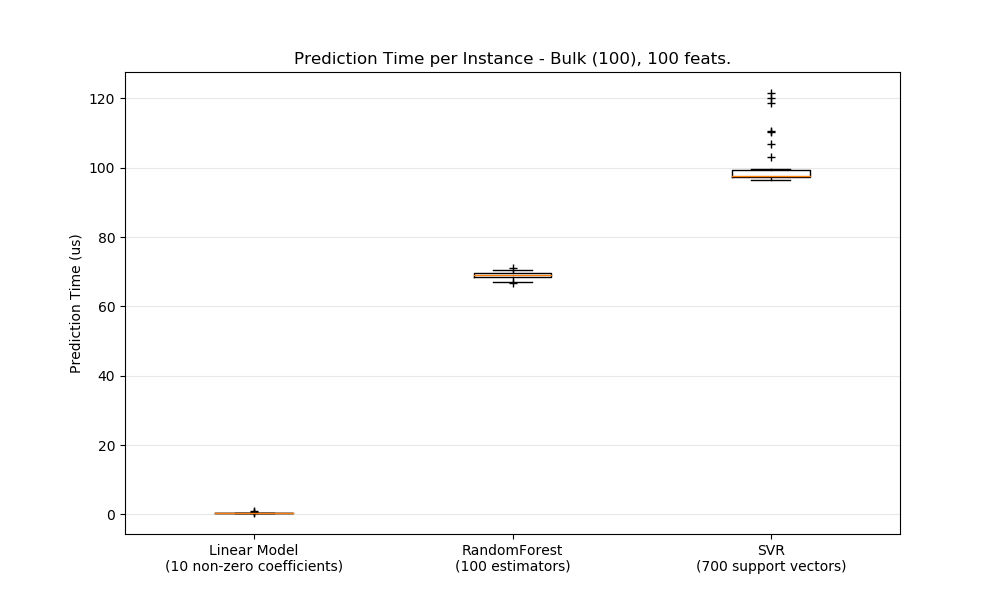 Prediction Time per Instance - Bulk (100), 100 feats.
Prediction Time (us)
120
100
80
60
40
20
0
Linear Model
(10 non-zero coefficients)
RandomForest
(100 estimators)
SVR
(700 support vectors)